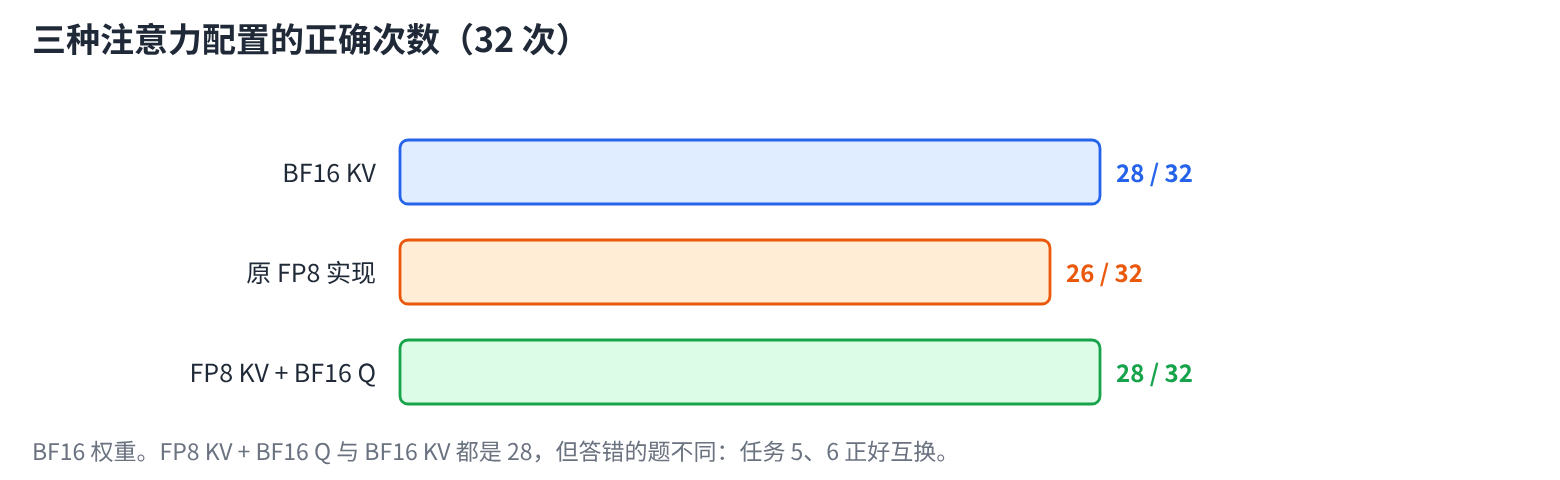 三种注意力配置的正确次数（32 次）
BF16 KV
28 / 32
原 FP8 实现
26 / 32
FP8 KV + BF16 Q
28 / 32
BF16 权重。FP8 KV + BF16 Q 与 BF16 KV 都是 28，但答错的题不同：任务 5、6 正好互换。